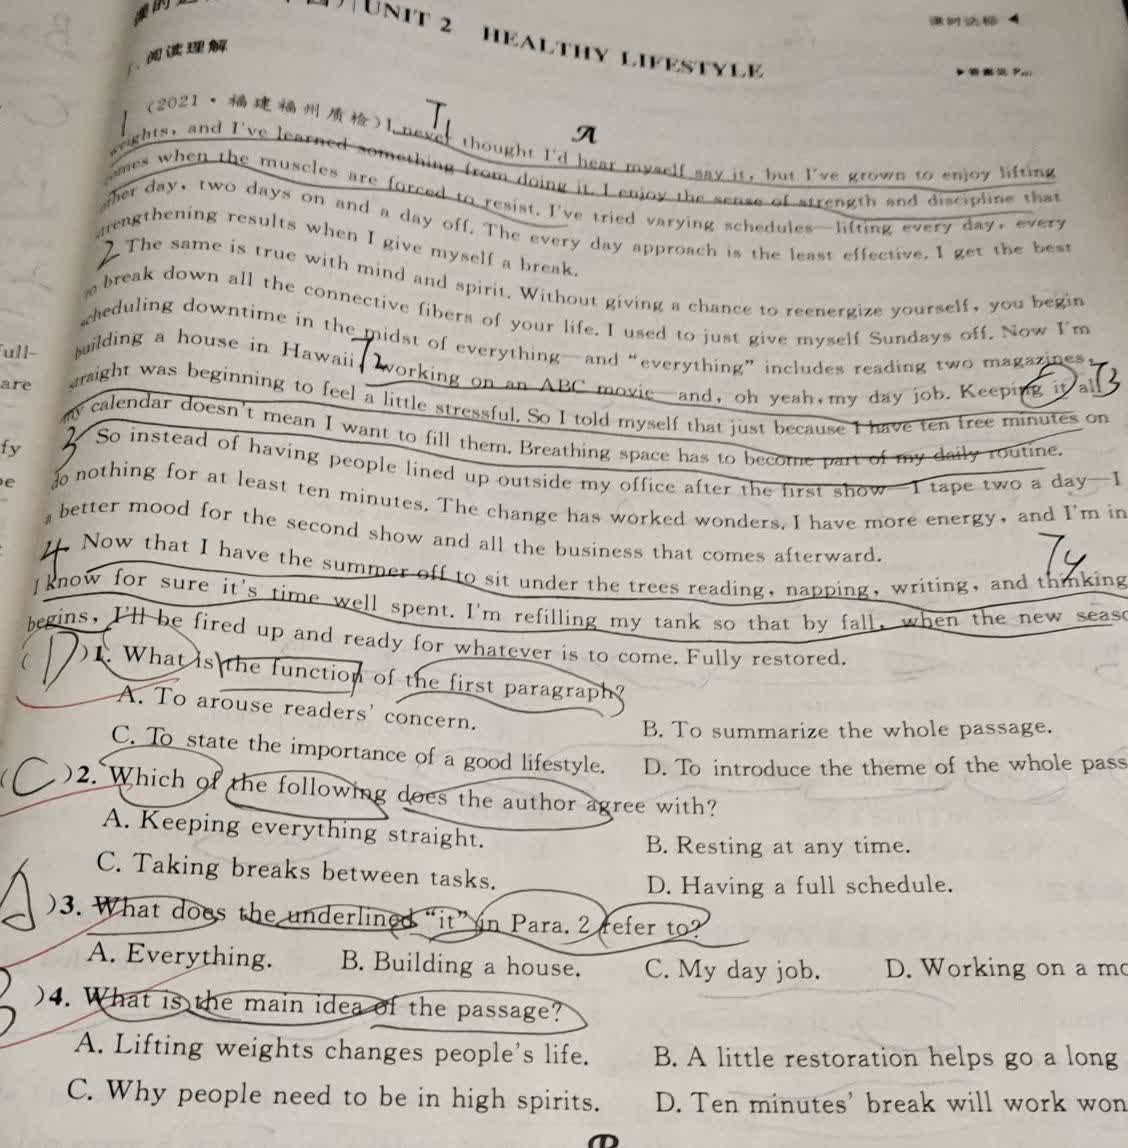 UNIT 2 HEALTHY LIFESTYLE
课时达标
阅读理解
A
(2021·福建福州质检)I never thought I'd hear myself say it, but I've grown to enjoy lifting
weights, and I've learned something from doing it. I enjoy the sense of strength and discipline that
comes when the muscles are forced to resist. I've tried varying schedules—lifting every day, every
other day, two days on and a day off. The every day approach is the least effective. I get the best
strengthening results when I give myself a break.
2 The same is true with mind and spirit. Without giving a chance to reenergize yourself, you begin
to break down all the connective fibers of your life. I used to just give myself Sundays off. Now I'm
scheduling downtime in the midst of everything—and "everything" includes reading two magazines,
building a house in Hawaii, working on an ABC movie—and, oh yeah, my day job. Keeping it all
straight was beginning to feel a little stressful. So I told myself that just because I have ten free minutes on
my calendar doesn't mean I want to fill them. Breathing space has to become part of my daily routine.
3 So instead of having people lined up outside my office after the first show—I tape two a day—I
do nothing for at least ten minutes. The change has worked wonders. I have more energy, and I'm in
a better mood for the second show and all the business that comes afterward.
4 Now that I have the summer off to sit under the trees reading, napping, writing, and thinking
I know for sure it's time well spent. I'm refilling my tank so that by fall, when the new seas
begins, I'll be fired up and ready for whatever is to come. Fully restored.
( D )1. What is the function of the first paragraph?
A. To arouse readers' concern.
B. To summarize the whole passage.
C. To state the importance of a good lifestyle.
D. To introduce the theme of the whole pass
( C )2. Which of the following does the author agree with?
A. Keeping everything straight.
B. Resting at any time.
C. Taking breaks between tasks.
D. Having a full schedule.
A )3. What does the underlined "it" in Para. 2 refer to?
A. Everything.
B. Building a house.
C. My day job.
D. Working on a mo
)4. What is the main idea of the passage?
A. Lifting weights changes people's life.
B. A little restoration helps go a long
C. Why people need to be in high spirits.
D. Ten minutes' break will work won
full-
are
fy
e